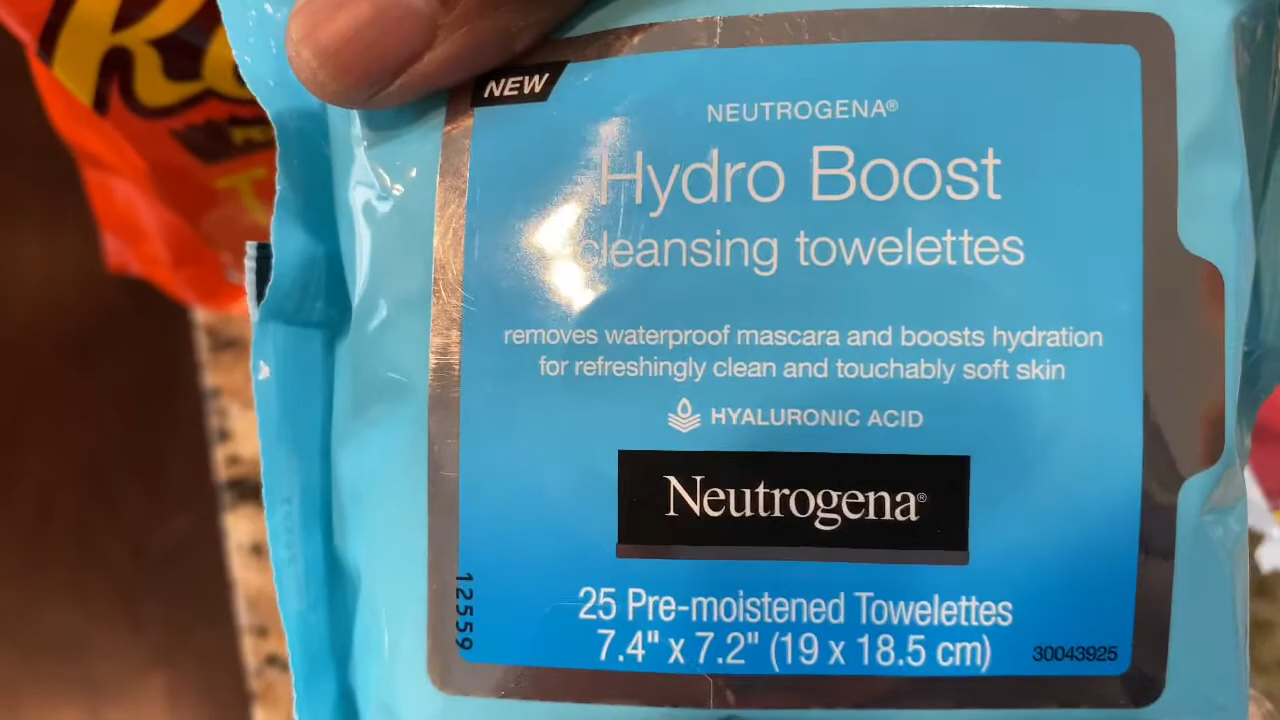 NEW
NEUTROGENA®
Hydro Boost
cleansing towelettes
removes waterproof mascara and boosts hydration
for refreshingly clean and touchably soft skin
HYALURONIC ACID
Neutrogena®
25 Pre-moistened Towelettes
7.4" x 7.2" (19 x 18.5 cm)
30043925
12559